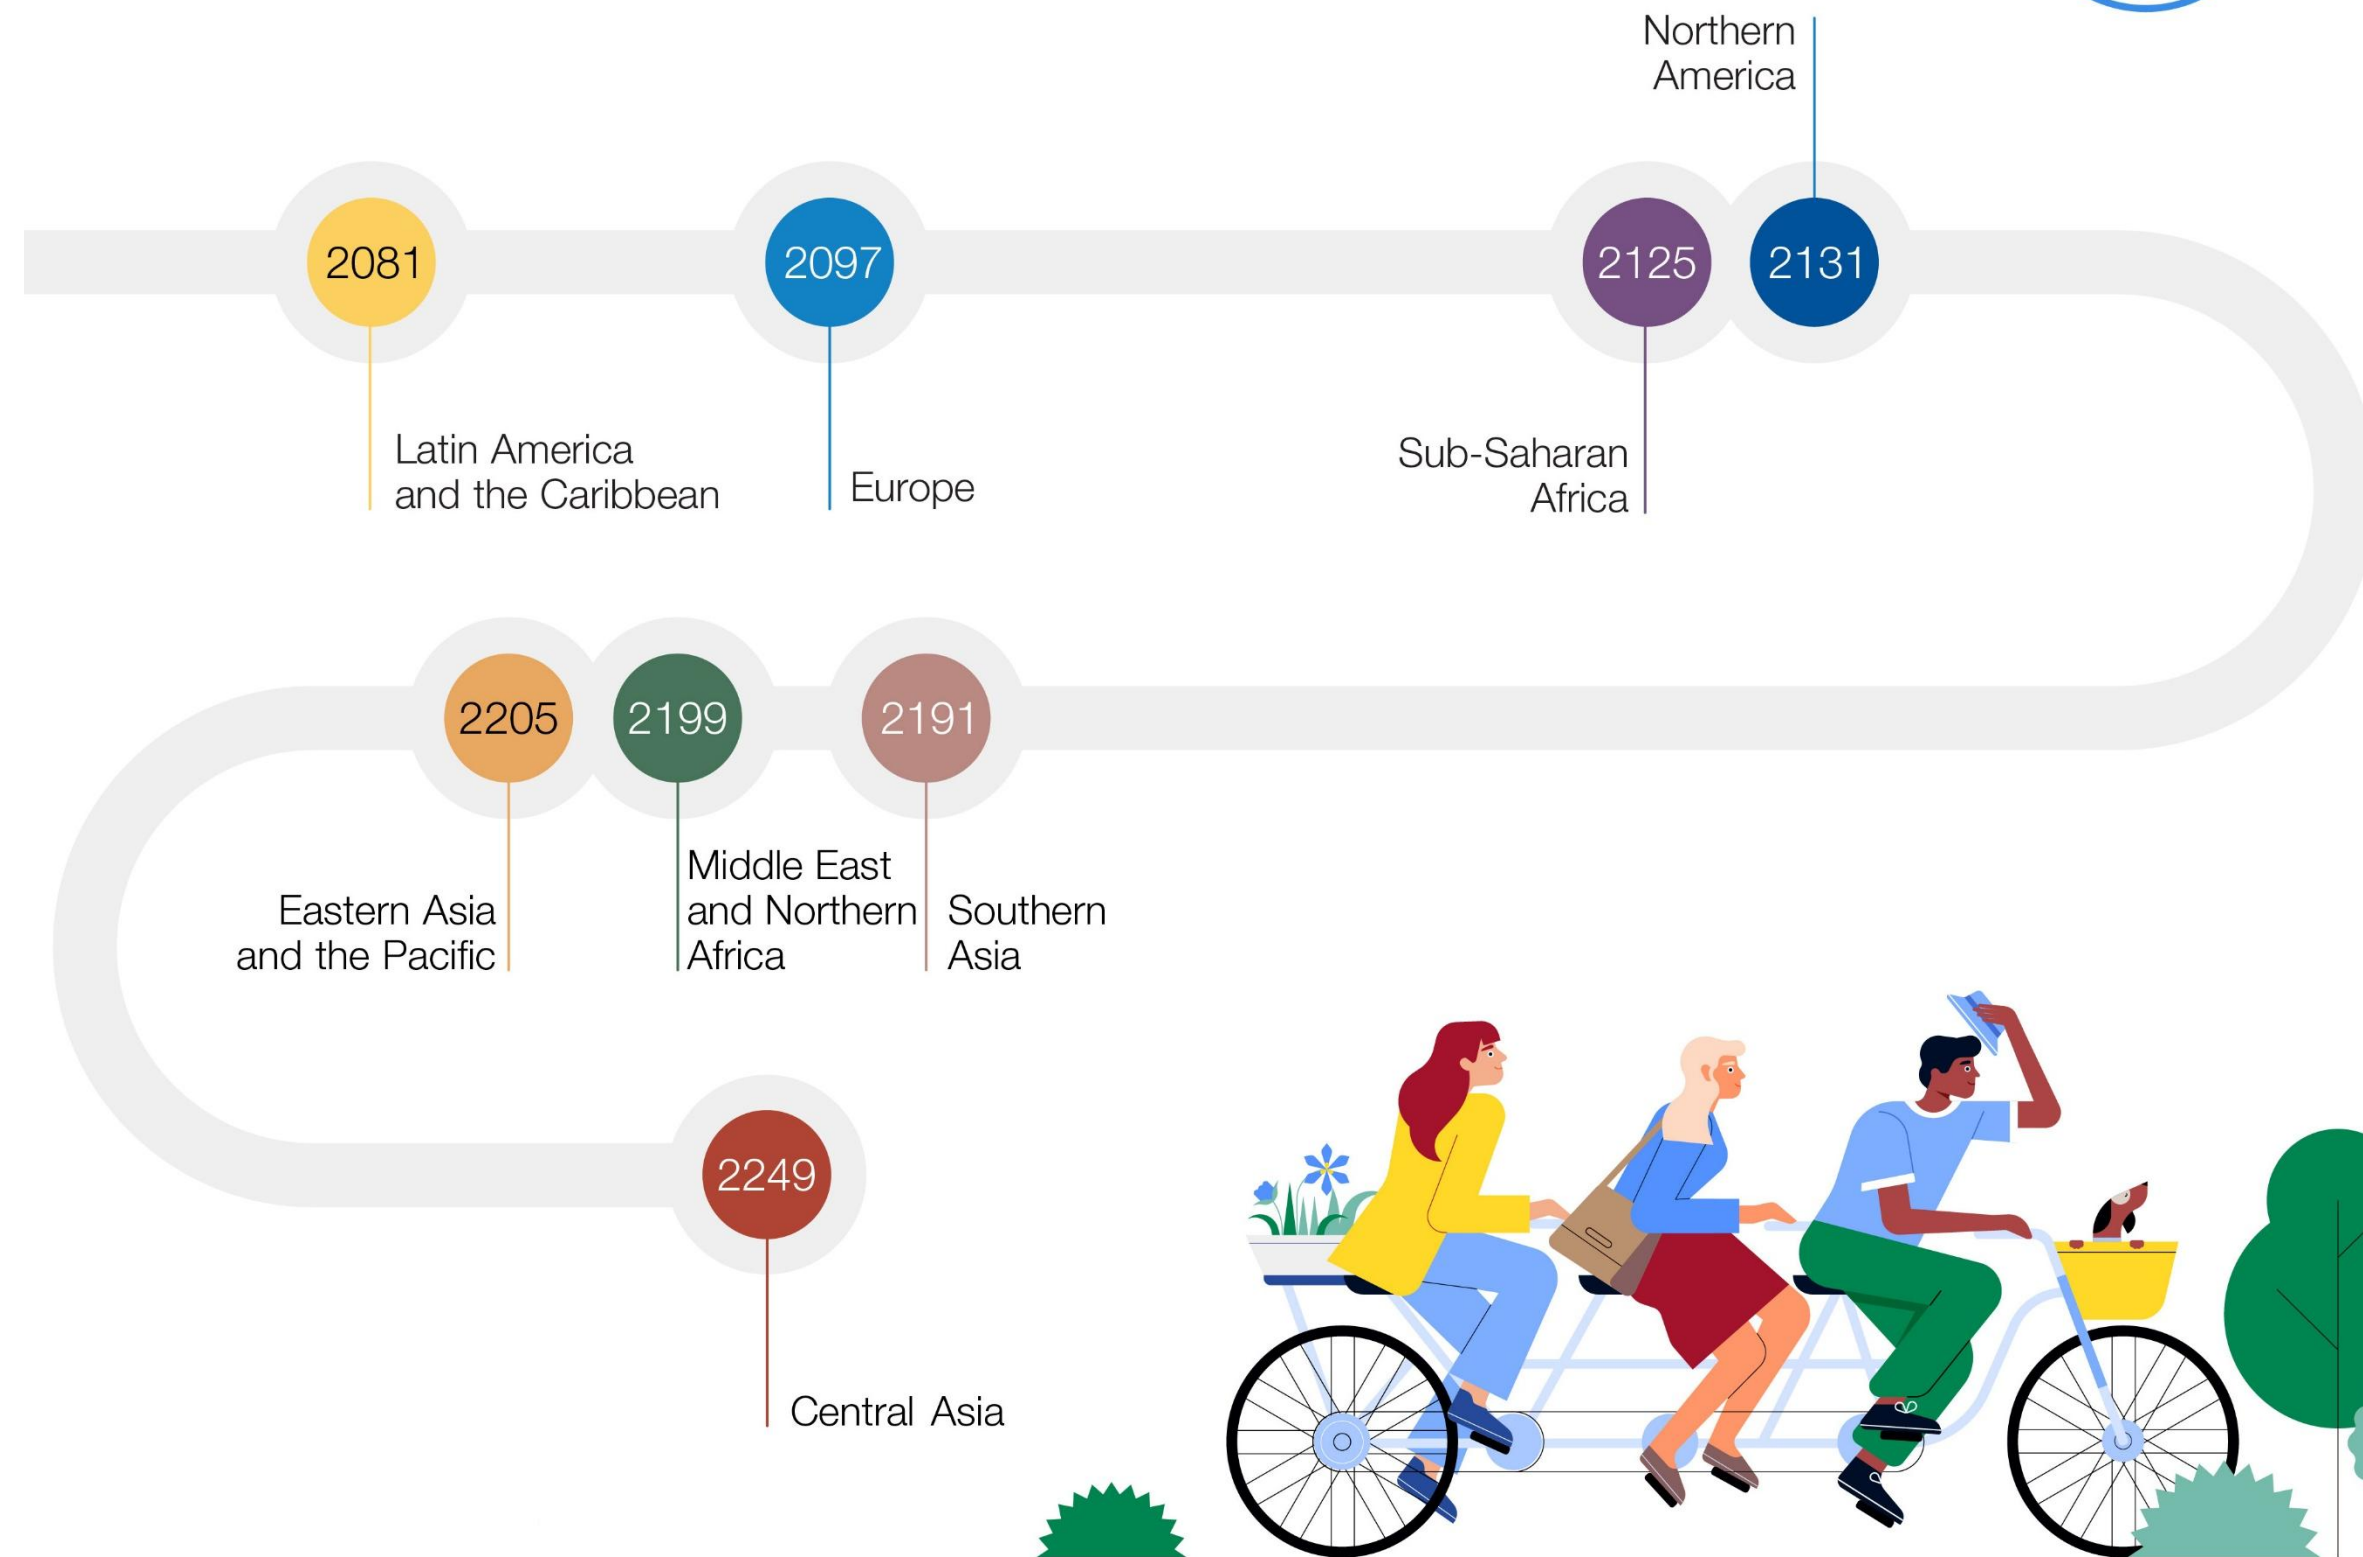 Northern
America
2081
2097
2125
2131
Latin America
and the Caribbean
Europe
Sub-Saharan
Africa
2205
2199
2191
Eastern Asia
and the Pacific
Middle East
and Northern
Africa
Southern
Asia
2249
Central Asia